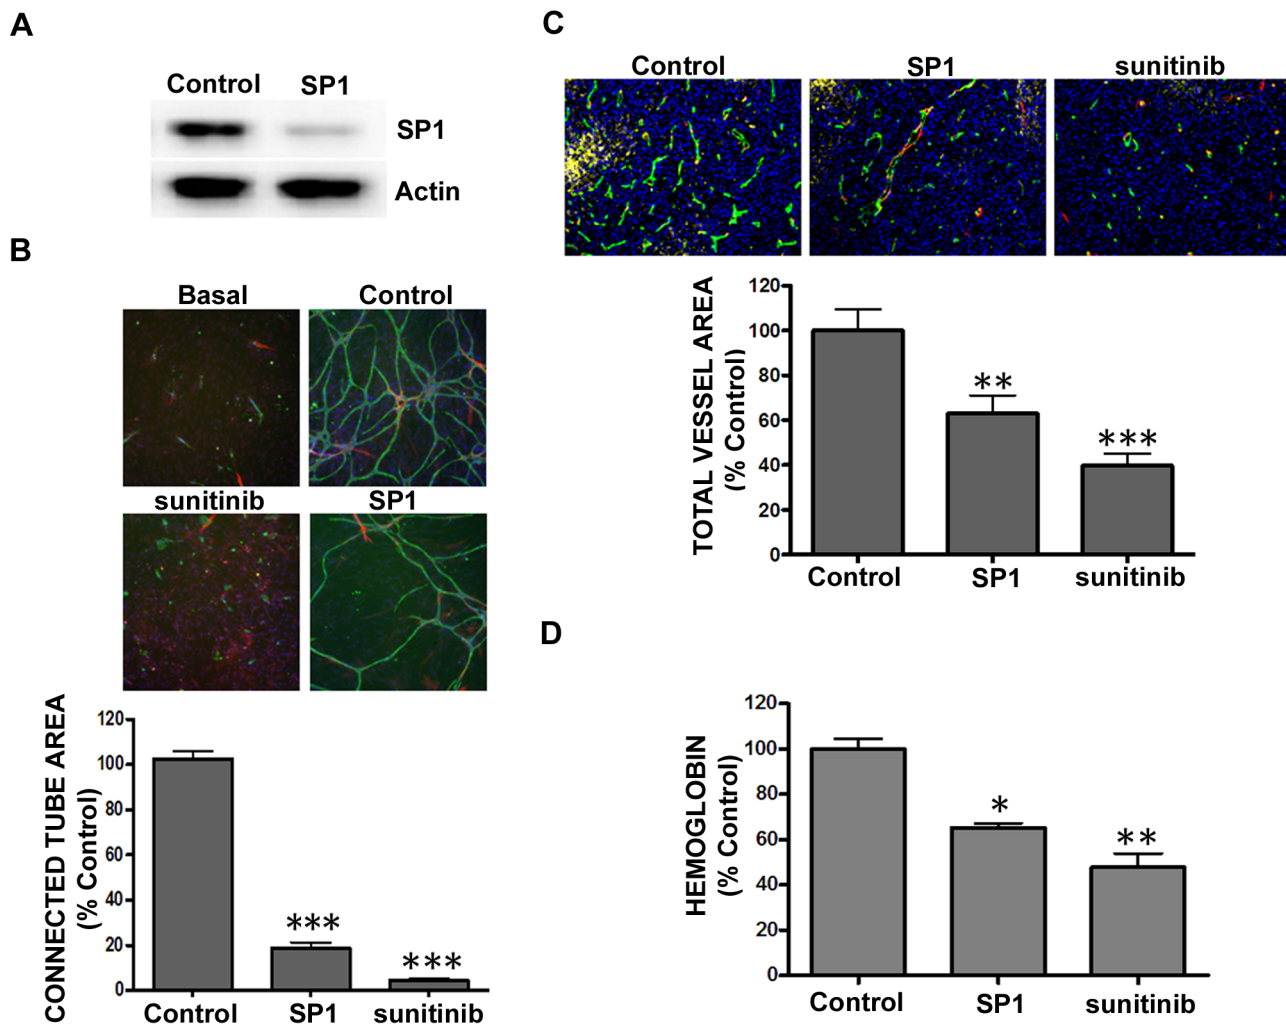 A
Control SP1
SP1
Actin
B
Basal Control
sunitinib SP1
CONNECTED TUBE AREA
(% Control)
120
100
80
60
40
20
0
***
***
Control SP1 sunitinib
C
Control SP1 sunitinib
TOTAL VESSEL AREA
(% Control)
120
100
80
60
40
20
0
**
***
Control SP1 sunitinib
D
HEMOGLOBIN
(% Control)
120
100
80
60
40
20
0
*
**
Control SP1 sunitinib